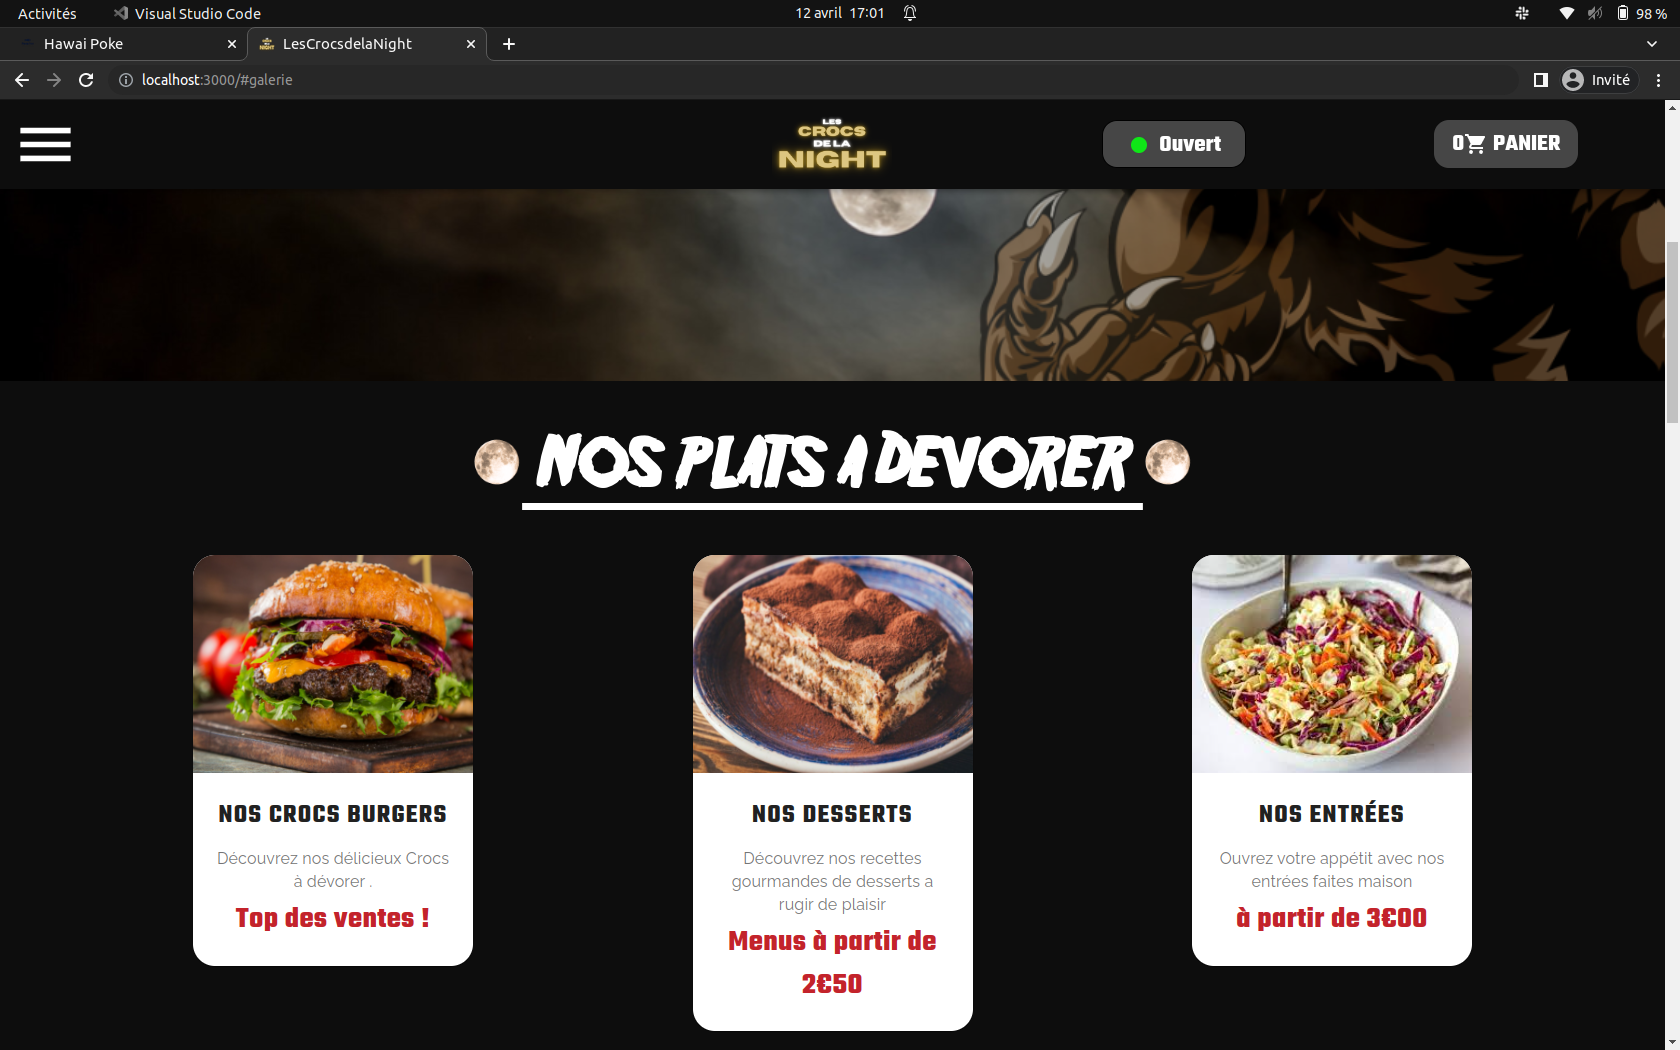 Activités Visual Studio Code 12 avril 17:01 98 %
Hawai Poke LesCrocsdelaNight
localhost:3000/#galerie Invité
LES
CROCS
DE LA
NIGHT
Ouvert
0 PANIER
NOS PLATS A DEVORER
NOS CROCS BURGERS
Découvrez nos délicieux Crocs
à dévorer .
Top des ventes !
NOS DESSERTS
Découvrez nos recettes
gourmandes de desserts a
rugir de plaisir
Menus à partir de
2€50
NOS ENTRÉES
Ouvrez votre appétit avec nos
entrées faites maison
à partir de 3€00